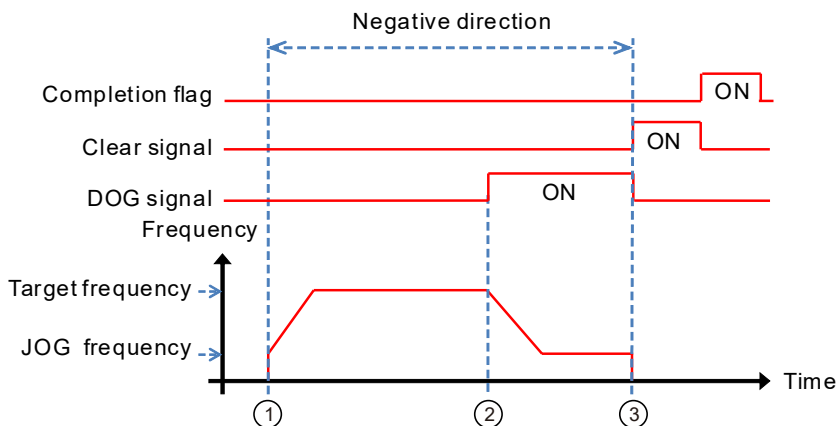 Negative direction
Completion flag
ON
Clear signal
ON
DOG signal
ON
Frequency
Target frequency
JOG frequency
Time
1
2
3